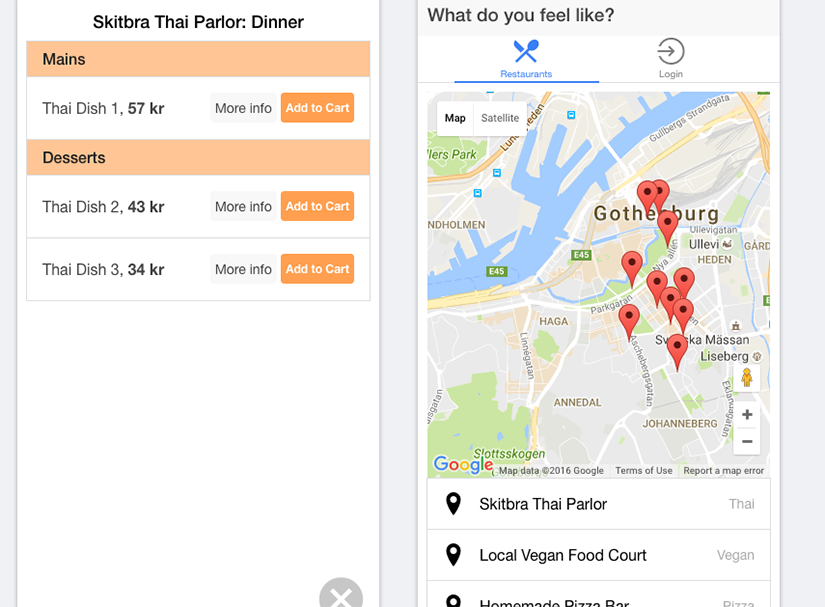 Skitbra Thai Parlor: Dinner
Mains
Thai Dish 1, 57 kr More info Add to Cart
Desserts
Thai Dish 2, 43 kr More info Add to Cart
Thai Dish 3, 34 kr More info Add to Cart
What do you feel like?
Restaurants Login
Map Satellite
Gullbergs Strandgata
llers Park
Gothenburg
NDHOLMEN
Ullevigatan
Nya allén
Ullevi
GÅRD
HEDEN
E45
E45
E
Parkgatan
HAGA
Svenska Mässan
Liseberg
Linnégatan
Aschebergsgatan
ANNEDAL
JOHANNEBERG
Eklandagatan
Slottsskogen
Google
Map data ©2016 Google Terms of Use Report a map error
Skitbra Thai Parlor Thai
Local Vegan Food Court Vegan
Homemade Pizza Bar Pizza